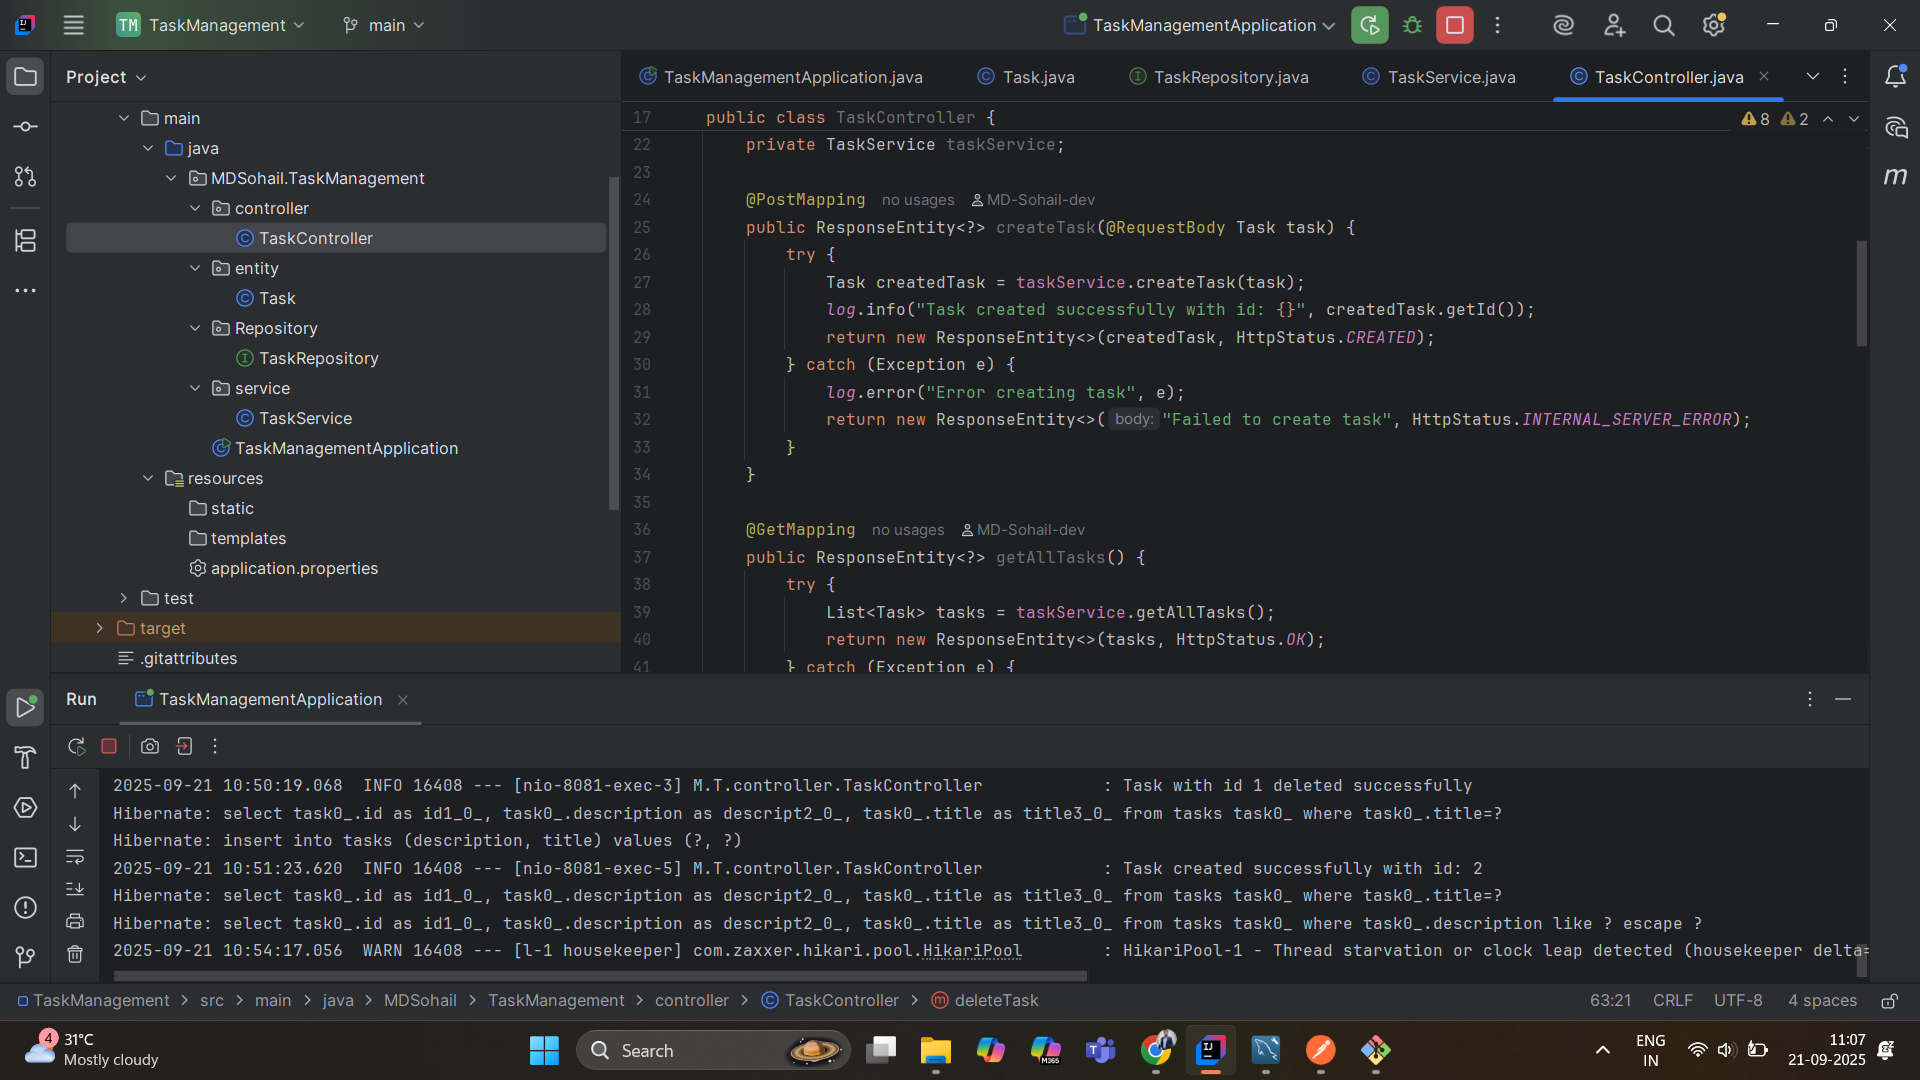 TM TaskManagement main TaskManagementApplication
Project
TaskManagementApplication.java Task.java TaskRepository.java TaskService.java TaskController.java
main
java
MDSohail.TaskManagement
controller
TaskController
entity
Task
Repository
TaskRepository
service
TaskService
TaskManagementApplication
resources
static
templates
application.properties
test
target
.gitattributes
17 public class TaskController { 8 2
22 private TaskService taskService;
23
24 @PostMapping no usages MD-Sohail-dev
25 public ResponseEntity<?> createTask(@RequestBody Task task) {
26 try {
27 Task createdTask = taskService.createTask(task);
28 log.info("Task created successfully with id: {}", createdTask.getId());
29 return new ResponseEntity<>(createdTask, HttpStatus.CREATED);
30 } catch (Exception e) {
31 log.error("Error creating task", e);
32 return new ResponseEntity<>( body: "Failed to create task", HttpStatus.INTERNAL_SERVER_ERROR);
33 }
34 }
35
36 @GetMapping no usages MD-Sohail-dev
37 public ResponseEntity<?> getAllTasks() {
38 try {
39 List<Task> tasks = taskService.getAllTasks();
40 return new ResponseEntity<>(tasks, HttpStatus.OK);
41 } catch (Exception e) {
Run TaskManagementApplication
2025-09-21 10:50:19.068 INFO 16408 --- [nio-8081-exec-3] M.T.controller.TaskController : Task with id 1 deleted successfully
Hibernate: select task0_.id as id1_0_, task0_.description as descript2_0_, task0_.title as title3_0_ from tasks task0_ where task0_.title=?
Hibernate: insert into tasks (description, title) values (?, ?)
2025-09-21 10:51:23.620 INFO 16408 --- [nio-8081-exec-5] M.T.controller.TaskController : Task created successfully with id: 2
Hibernate: select task0_.id as id1_0_, task0_.description as descript2_0_, task0_.title as title3_0_ from tasks task0_ where task0_.title=?
Hibernate: select task0_.id as id1_0_, task0_.description as descript2_0_, task0_.title as title3_0_ from tasks task0_ where task0_.description like ? escape ?
2025-09-21 10:54:17.056 WARN 16408 --- [l-1 housekeeper] com.zaxxer.hikari.pool.HikariPool : HikariPool-1 - Thread starvation or clock leap detected (housekeeper delta=
TaskManagement > src > main > java > MDSohail > TaskManagement > controller > TaskController > deleteTask 63:21 CRLF UTF-8 4 spaces
4 31°C
Mostly cloudy
Search
M365
ENG
IN
11:07
21-09-2025